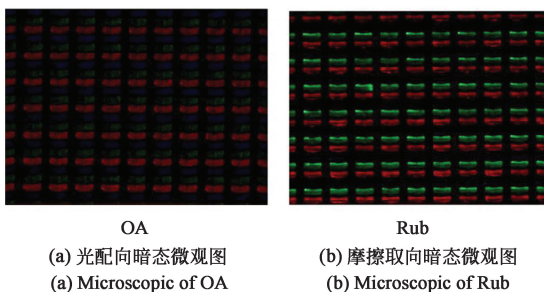 OA
Rub
(a) 光配向暗态微观图
(b) 摩擦取向暗态微观图
(a) Microscopic of OA
(b) Microscopic of Rub